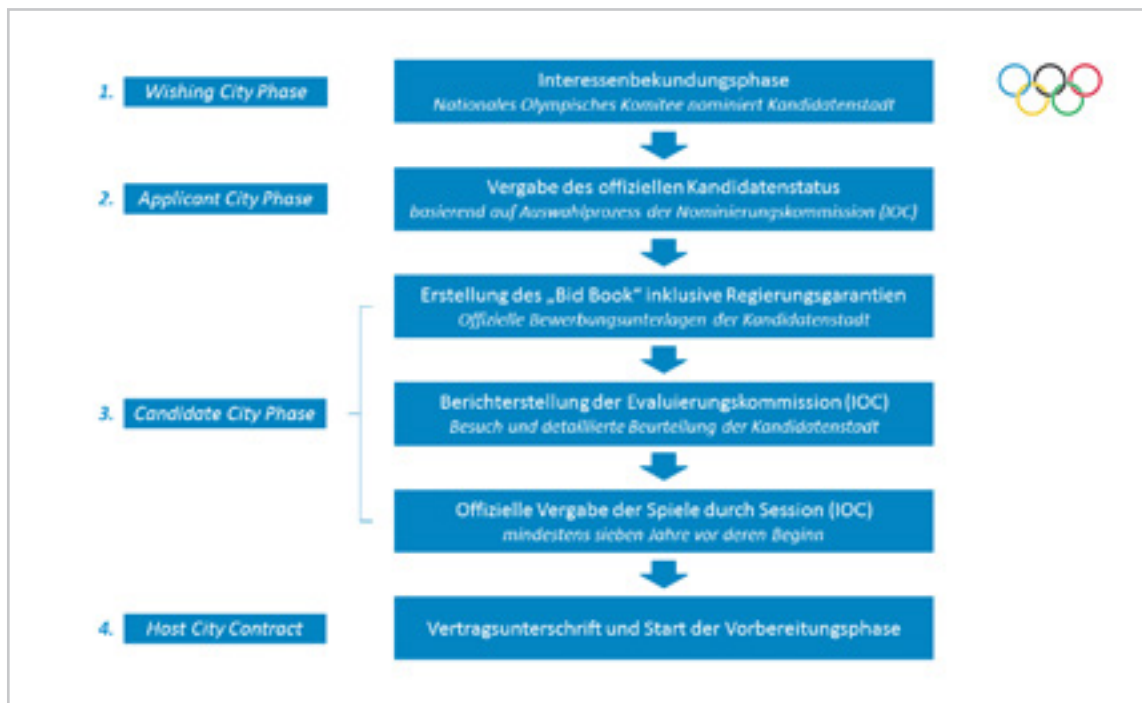 1. Wishing City Phase
Interessenbekundungsphase
Nationales Olympisches Komitee nominiert Kandidatenstadt
2. Applicant City Phase
Vergabe des offiziellen Kandidatenstatus
basierend auf Auswahlprozess der Nominierungskommission (IOC)
Erstellung des „Bid Book“ inklusive Regierungsgarantien
Offizielle Bewerbungsunterlagen der Kandidatenstadt
3. Candidate City Phase
Berichterstellung der Evaluierungskommission (IOC)
Besuch und detaillierte Beurteilung der Kandidatenstadt
Offizielle Vergabe der Spiele durch Session (IOC)
mindestens sieben Jahre vor deren Beginn
4. Host City Contract
Vertragsunterschrift und Start der Vorbereitungsphase